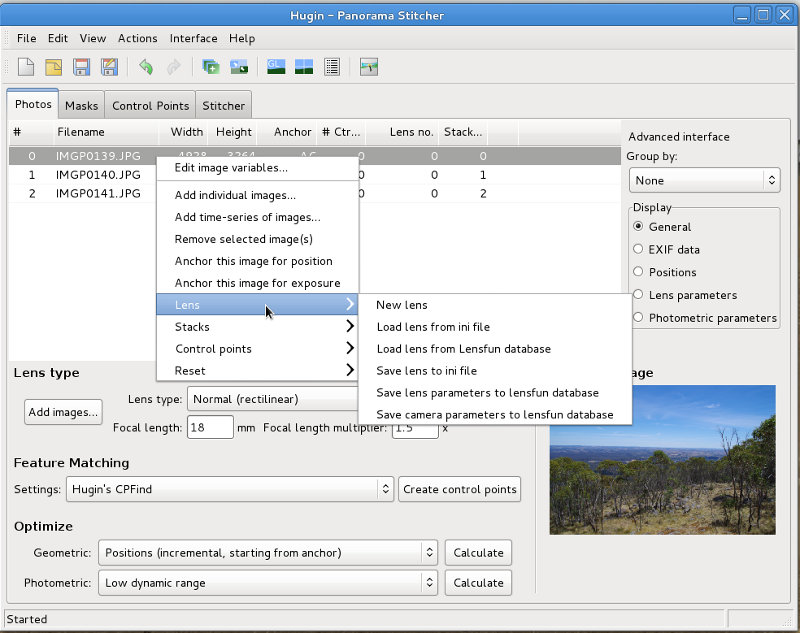 Hugin - Panorama Stitcher
File Edit View Actions Interface Help
GL
Photos Masks Control Points Stitcher
# Filename Width Height Anchor # Ctr... Lens no. Stack...
0 IMGP0139.JPG 4928 3264 AC 0 0 0
1 IMGP0140.JPG 0 0 1
2 IMGP0141.JPG 0 0 2
Edit image variables...
Add individual images...
Add time-series of images...
Remove selected image(s)
Anchor this image for position
Anchor this image for exposure
Lens
Stacks
Control points
Reset
New lens
Load lens from ini file
Load lens from Lensfun database
Save lens to ini file
Save lens parameters to lensfun database
Save camera parameters to lensfun database
Advanced interface
Group by:
None
Display
General
EXIF data
Positions
Lens parameters
Photometric parameters
Lens type
Add images...
Lens type: Normal (rectilinear)
Focal length: 18 mm Focal length multiplier: 1.5 x
Feature Matching
Settings: Hugin's CPFind Create control points
Optimize
Geometric: Positions (incremental, starting from anchor) Calculate
Photometric: Low dynamic range Calculate
Started